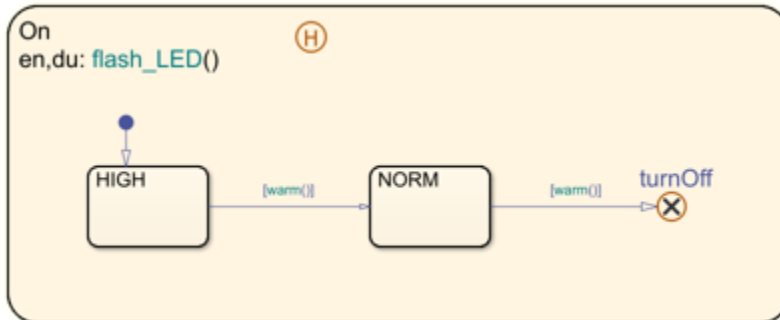 On
H
en,du: flash_LED()
HIGH
[warm()]
NORM
[warm()]
turnOff